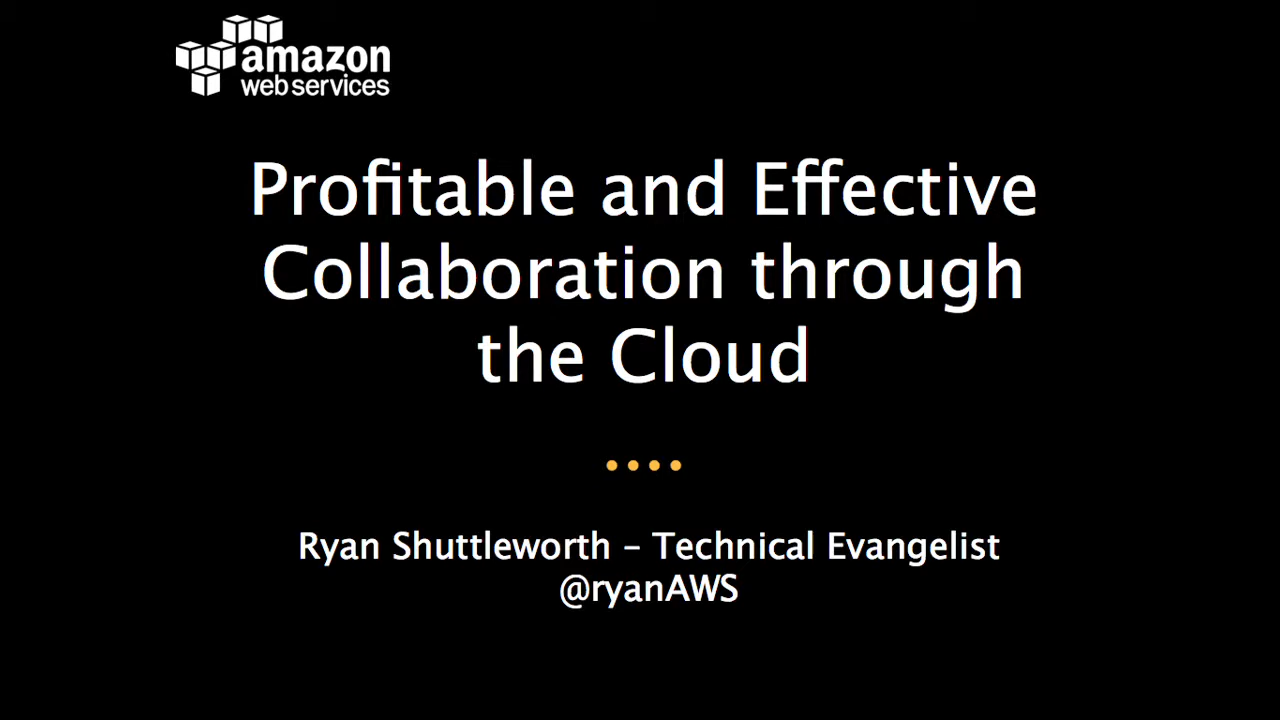 amazon
web services
Profitable and Effective
Collaboration through
the Cloud
Ryan Shuttleworth – Technical Evangelist
@ryanAWS